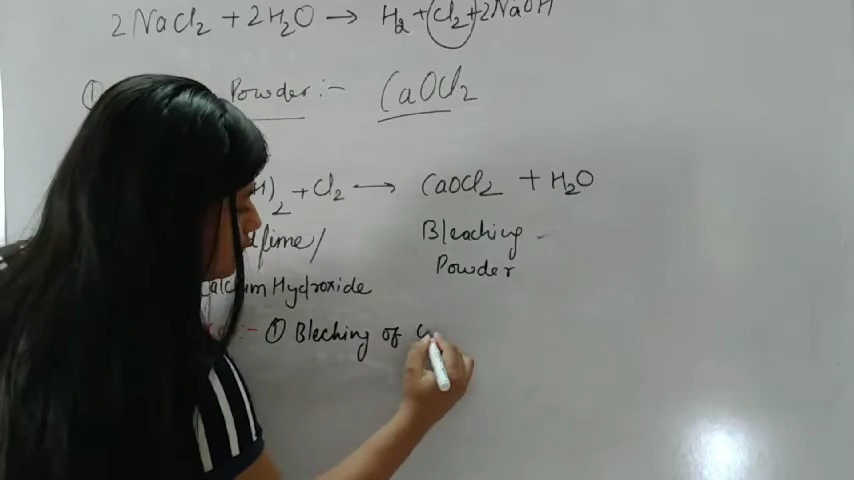 2NaCl₂ + 2H₂O → H₂ + Cl₂ + 2NaOH
① Powder :- CaOCl₂
H)₂ + Cl₂ → CaOCl₂ + H₂O
lime/ Bleaching
Calcium Hydroxide Powder
:- ① Bleching of